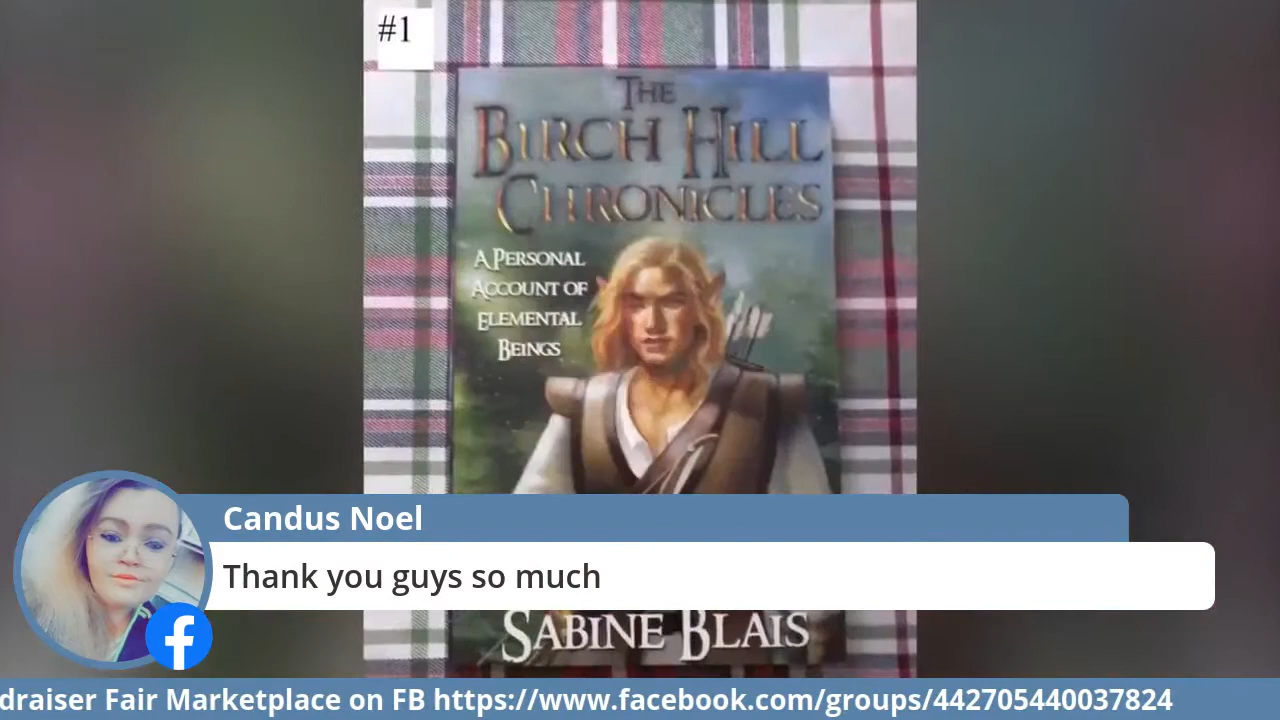 #1
THE
BIRCH HILL
CHRONICLES
A PERSONAL
ACCOUNT OF
ELEMENTAL
BEINGS
Candus Noel
Thank you guys so much
SABINE BLAIS
draiser Fair Marketplace on FB https://www.facebook.com/groups/442705440037824